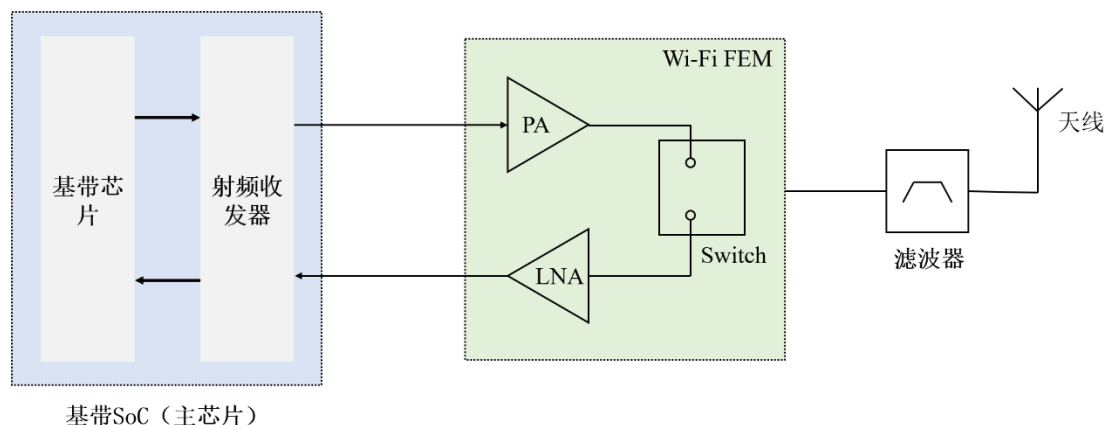 基带芯
片
射频收
发器
基带SoC（主芯片）
Wi-Fi FEM
PA
LNA
Switch
滤波器
天线